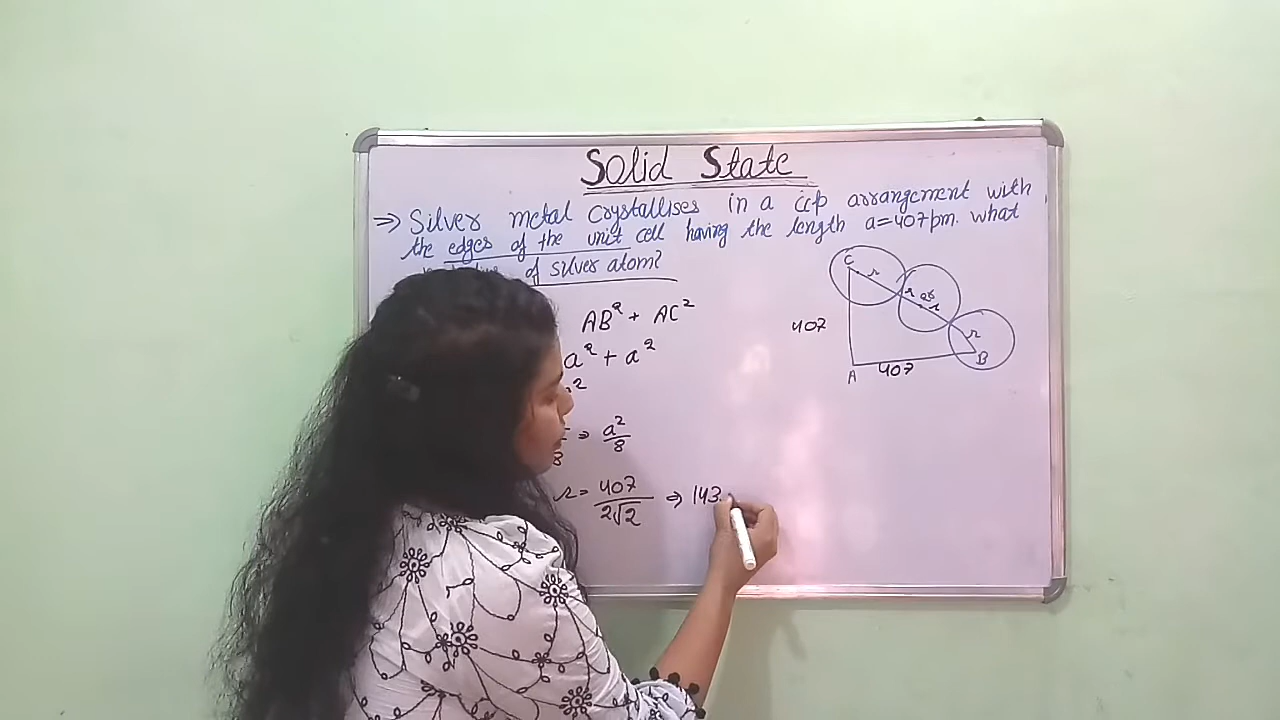 Solid State
⇒ Silver metal crystallises in a ccp arrangement with
the edges of the unit cell having the length a=407pm. what
of silver atom?
C
r
r
2r
r
r
407
A
407
B
AB² + AC²
a² + a²
8 ⇒ a²/8
r = 407/2√2 ⇒ 143.